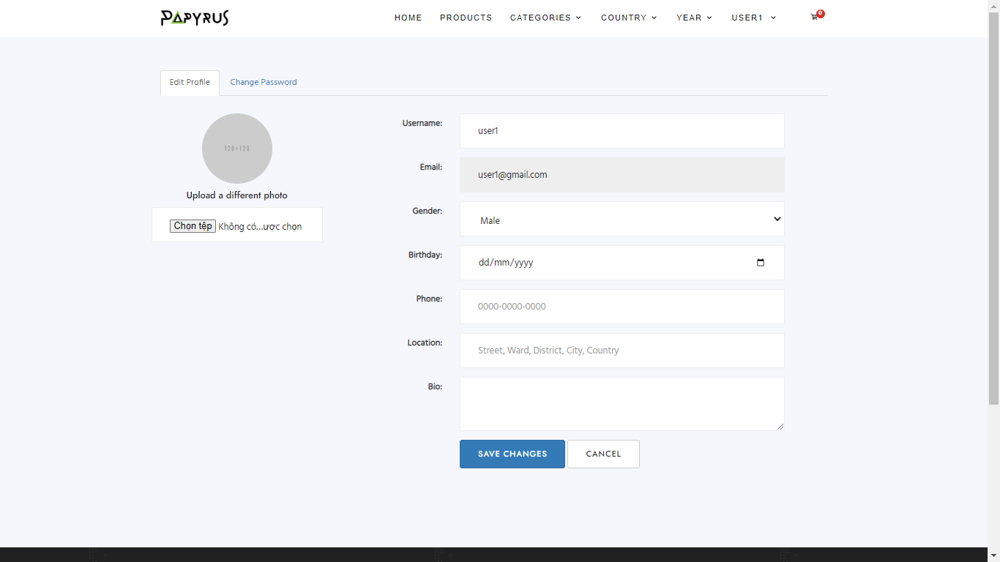 PAPYRUS HOME PRODUCTS CATEGORIES COUNTRY YEAR USER1 0
Edit Profile Change Password
120×120
Upload a different photo
Chọn tệp Không có...ược chọn
Username: user1
Email: user1@gmail.com
Gender: Male
Birthday: dd/mm/yyyy
Phone: 0000-0000-0000
Location: Street, Ward, District, City, Country
Bio:
SAVE CHANGES CANCEL